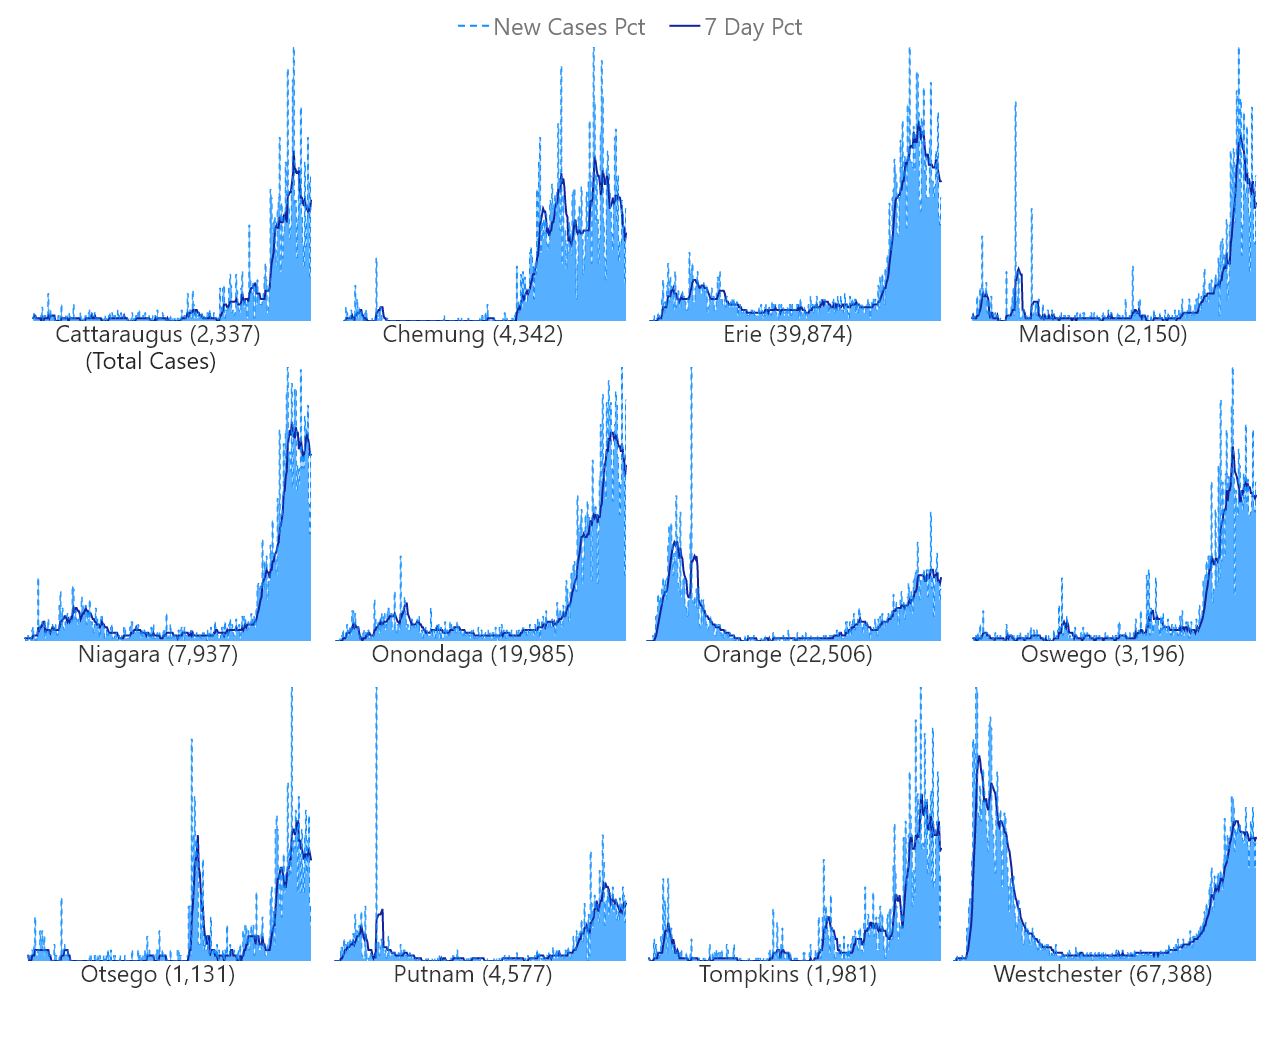 New Cases Pct 7 Day Pct
Cattaraugus (2,337) Chemung (4,342) Erie (39,874) Madison (2,150)
(Total Cases)
Niagara (7,937) Onondaga (19,985) Orange (22,506) Oswego (3,196)
Otsego (1,131) Putnam (4,577) Tompkins (1,981) Westchester (67,388)